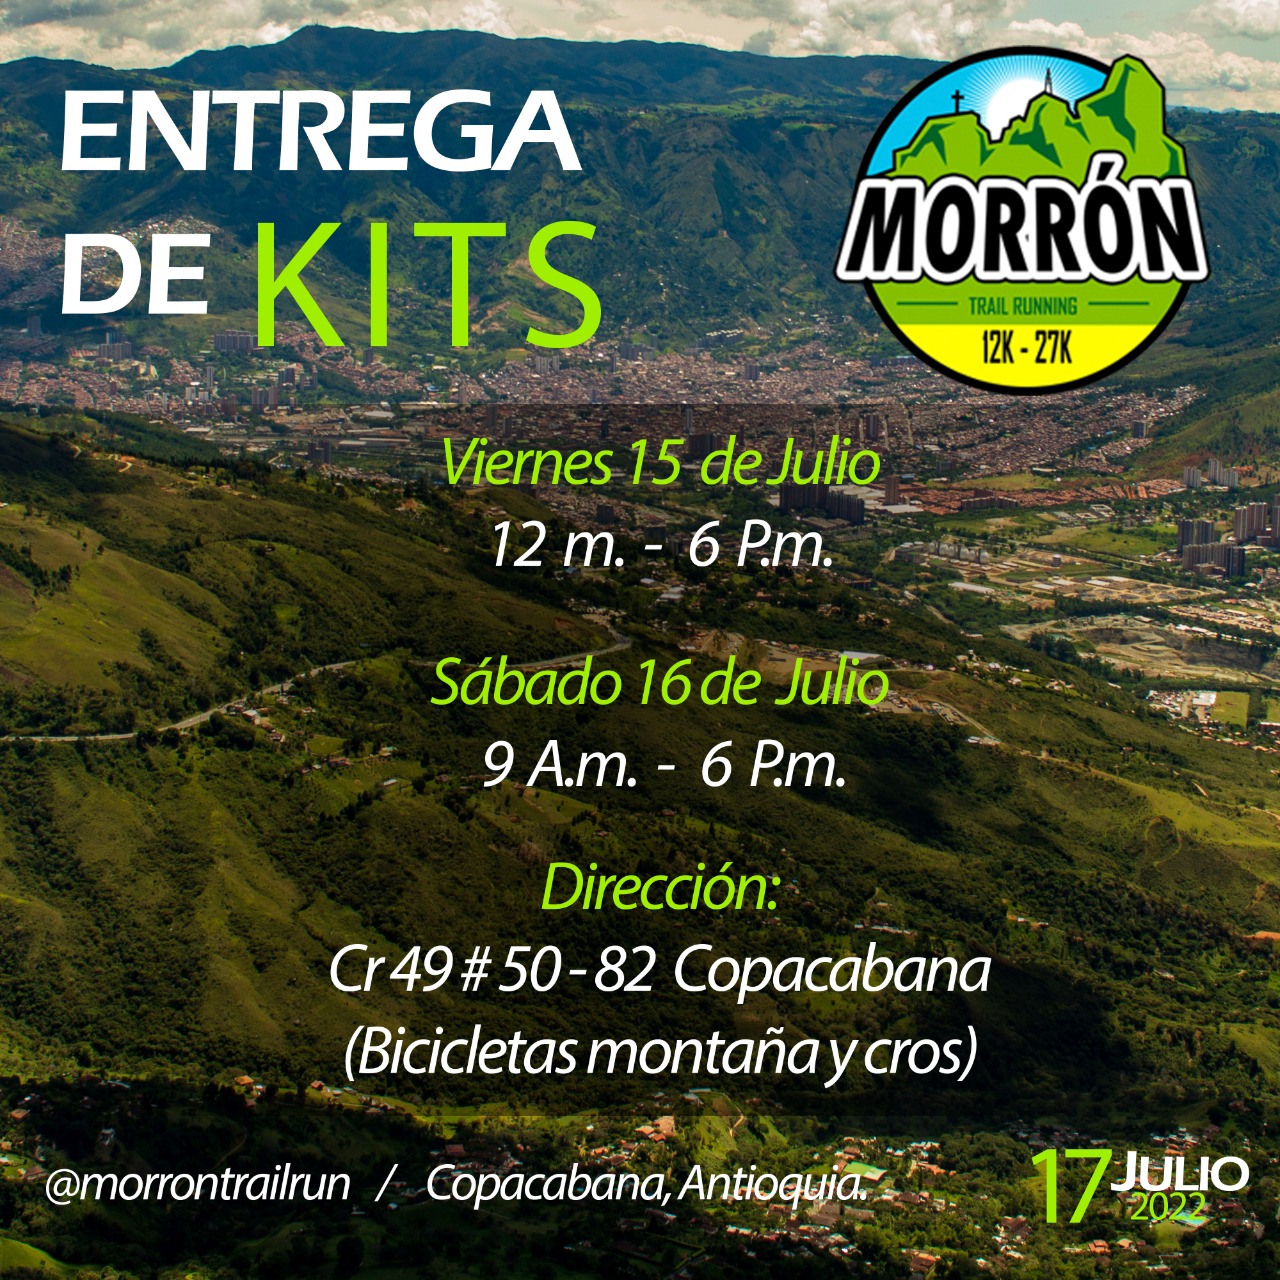 ENTREGA
DE KITS
MORRÓN
TRAIL RUNNING
12K - 27K
Viernes 15 de Julio
12 m. - 6 P.m.
Sábado 16 de Julio
9 A.m. - 6 P.m.
Dirección:
Cr 49 # 50 - 82 Copacabana
(Bicicletas montaña y cros)
@morrontrailrun / Copacabana, Antioquia.
17 JULIO
2022